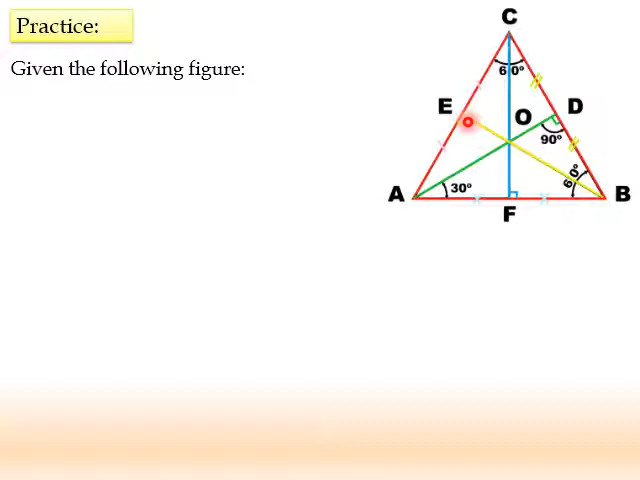 Practice:
Given the following figure:
C
60°
E
D
O
90°
60°
A
30°
B
F